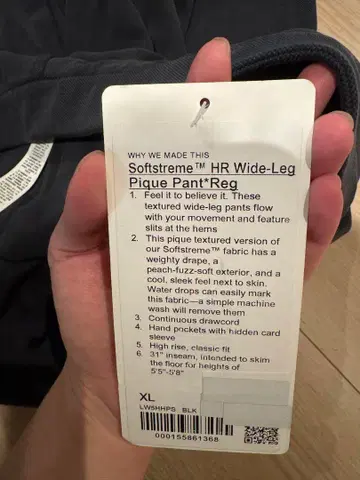 WHY WE MADE THIS
Softstreme™ HR Wide-Leg
Pique Pant*Reg
1. Feel it to believe it. These
textured wide-leg pants flow
with your movement and feature
slits at the hems
2. This pique textured version of
our Softstreme™ fabric has a
weighty drape, a
peach-fuzz-soft exterior, and a
cool, sleek feel next to skin.
Water drops can easily mark
this fabric—a simple machine
wash will remove them
3. Continuous drawcord
4. Hand pockets with hidden card
sleeve
5. High rise, classic fit
6. 31" inseam, intended to skim
the floor for heights of
5'5"-5'8"
XL
LW5HHPS BLK
000155861368